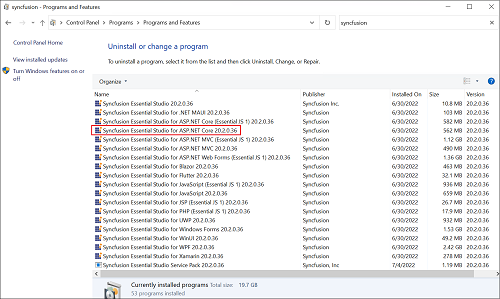 Programs and Features
Control Panel > Programs > Programs and Features
syncfusion
Control Panel Home
View installed updates
Turn Windows features on or off
Uninstall or change a program
To uninstall a program, select it from the list and then click Uninstall, Change, or Repair.
Organize
Name Publisher Installed On Size Version
Syncfusion Essential Studio 20.2.0.36 Syncfusion Inc. 6/30/2022 10.8 MB 20.2.0.36
Syncfusion Essential Studio for .NET MAUI 20.2.0.36 Syncfusion Inc. 6/30/2022 103 MB 20.2.0.36
Syncfusion Essential Studio for ASP.NET Core (Essential JS 1) 20.2.0.36 Syncfusion 6/30/2022 582 MB 20.2.0.36
Syncfusion Essential Studio for ASP.NET Core 20.2.0.36 Syncfusion 6/30/2022 562 MB 20.2.0.36
Syncfusion Essential Studio for ASP.NET MVC (Essential JS 1) 20.2.0.36 Syncfusion 6/30/2022 1.12 GB 20.2.0.36
Syncfusion Essential Studio for ASP.NET MVC 20.2.0.36 Syncfusion 6/30/2022 490 MB 20.2.0.36
Syncfusion Essential Studio for ASP.NET Web Forms (Essential JS 1) 20.2.0.36 Syncfusion 6/30/2022 1.36 GB 20.2.0.36
Syncfusion Essential Studio for Blazor 20.2.0.36 Syncfusion 6/30/2022 463 MB 20.2.0.36
Syncfusion Essential Studio for Flutter 20.2.0.36 Syncfusion 6/30/2022 32.1 MB 20.2.0.36
Syncfusion Essential Studio for JavaScript (Essential JS 1) 20.2.0.36 Syncfusion 6/30/2022 936 MB 20.2.0.36
Syncfusion Essential Studio for JavaScript 20.2.0.36 Syncfusion 6/30/2022 659 MB 20.2.0.36
Syncfusion Essential Studio for JSP (Essential JS 1) 20.2.0.36 Syncfusion 6/30/2022 26.7 MB 20.2.0.36
Syncfusion Essential Studio for PHP (Essential JS 1) 20.2.0.36 Syncfusion 6/30/2022 17.9 MB 20.2.0.36
Syncfusion Essential Studio for UWP 20.2.0.36 Syncfusion 6/30/2022 932 MB 20.2.0.36
Syncfusion Essential Studio for Windows Forms 20.2.0.36 Syncfusion 6/30/2022 1.53 GB 20.2.0.36
Syncfusion Essential Studio for WinUI 20.2.0.36 Syncfusion 6/30/2022 49.2 MB 20.2.0.36
Syncfusion Essential Studio for WPF 20.2.0.36 Syncfusion 6/30/2022 2.42 GB 20.2.0.36
Syncfusion Essential Studio for Xamarin 20.2.0.36 Syncfusion 6/30/2022 278 MB 20.2.0.36
Syncfusion Essential Studio Service Pack 20.2.0.36 Syncfusion, Inc 7/4/2022 1.19 MB 20.2.0.36
Currently installed programs Total size: 19.7 GB
53 programs installed